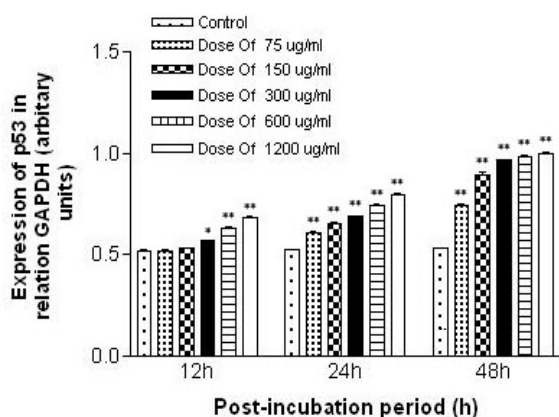 Control
Dose Of 75 ug/ml
Dose Of 150 ug/ml
Dose Of 300 ug/ml
Dose Of 600 ug/ml
Dose Of 1200 ug/ml
Expression of p53 in
relation GAPDH (arbitary
units)
1.5
1.0
0.5
0.0
*
**
**
**
**
**
**
**
**
**
**
**
**
12h
24h
48h
Post-incubation period (h)